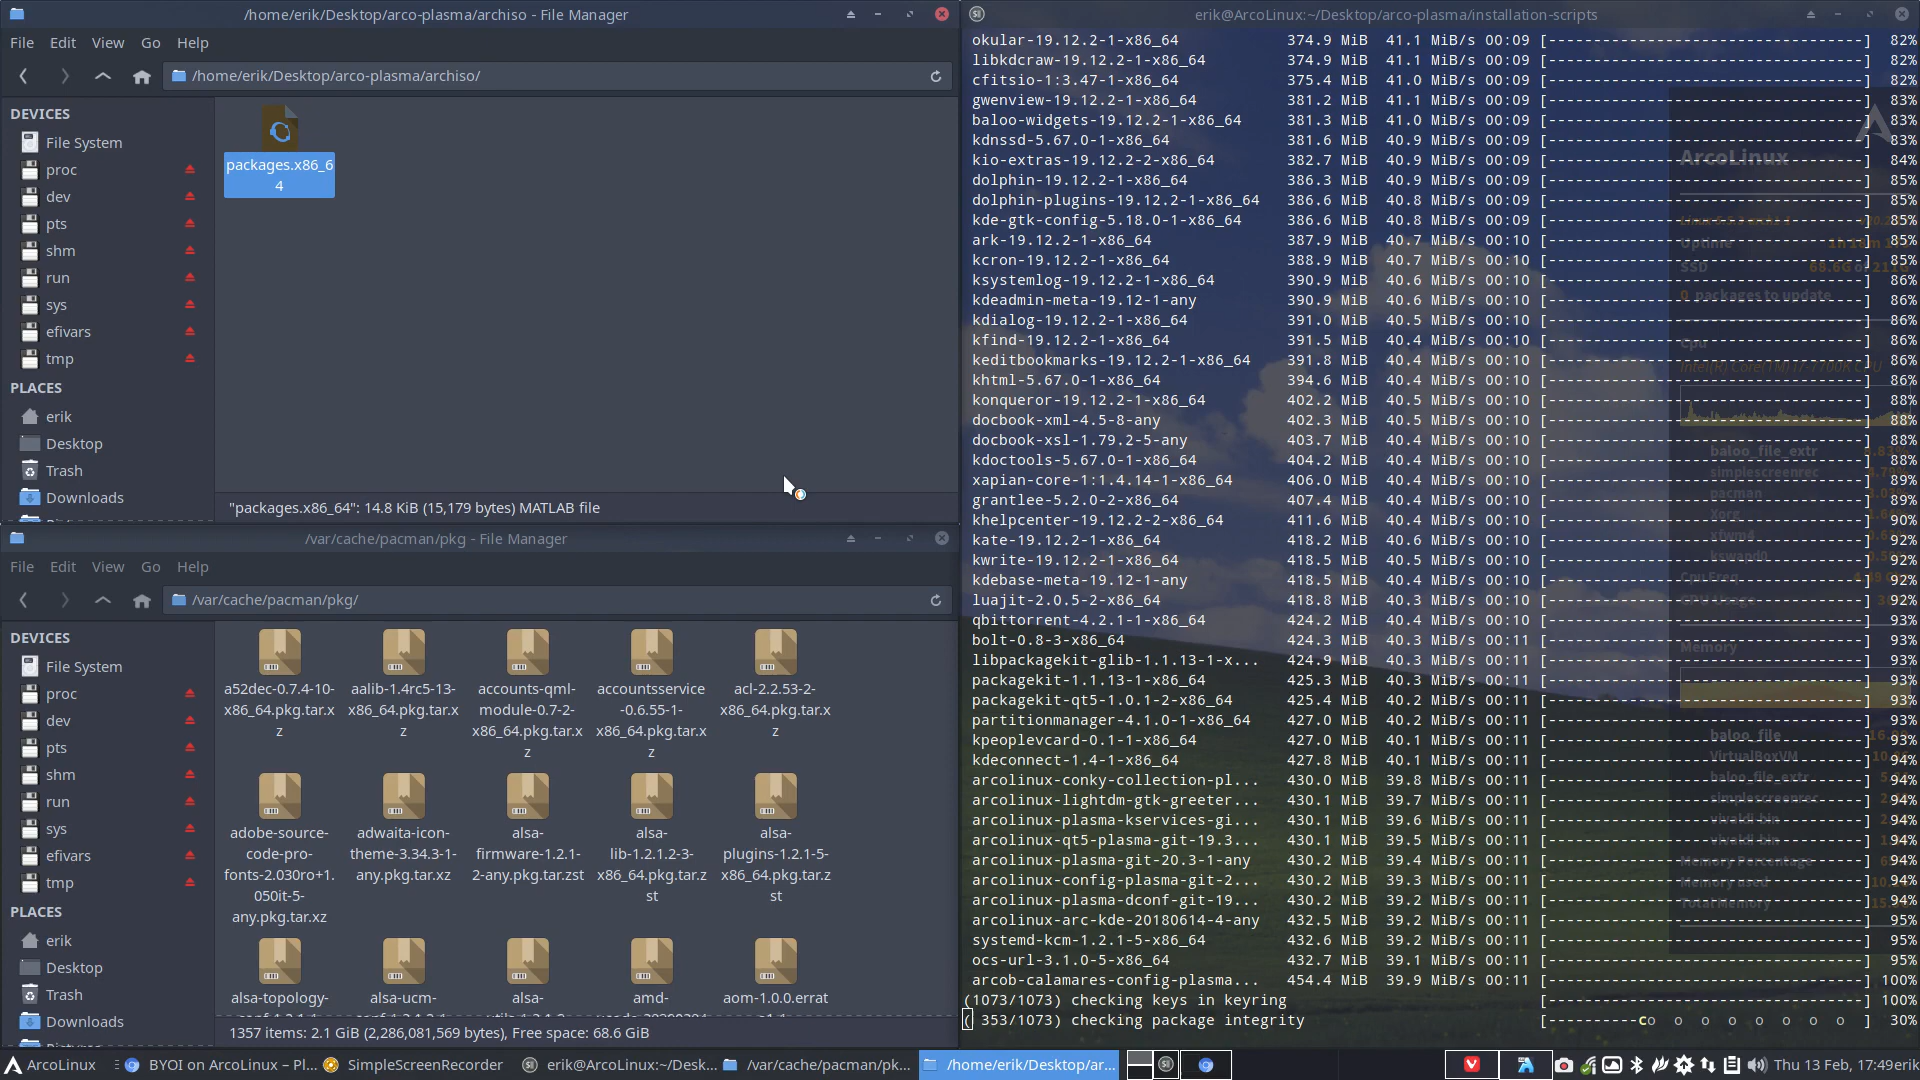 /home/erik/Desktop/arco-plasma/archiso - File Manager
File Edit View Go Help
/home/erik/Desktop/arco-plasma/archiso/
DEVICES
File System
proc
dev
pts
shm
run
sys
efivars
tmp
PLACES
erik
Desktop
Trash
Downloads
packages.x86_6
4
"packages.x86_64": 14.8 KiB (15,179 bytes) MATLAB file
/var/cache/pacman/pkg - File Manager
File Edit View Go Help
/var/cache/pacman/pkg/
DEVICES
File System
proc
dev
pts
shm
run
sys
efivars
tmp
PLACES
erik
Desktop
Trash
Downloads
a52dec-0.7.4-10-
x86_64.pkg.tar.x
z
aalib-1.4rc5-13-
x86_64.pkg.tar.x
z
accounts-qml-
module-0.7-2-
x86_64.pkg.tar.x
z
accountsservice
-0.6.55-1-
x86_64.pkg.tar.x
z
acl-2.2.53-2-
x86_64.pkg.tar.x
z
adobe-source-
code-pro-
fonts-2.030ro+1.
050it-5-
any.pkg.tar.xz
adwaita-icon-
theme-3.34.3-1-
any.pkg.tar.xz
alsa-
firmware-1.2.1-
2-any.pkg.tar.zst
alsa-
lib-1.2.1.2-3-
x86_64.pkg.tar.z
st
alsa-
plugins-1.2.1-5-
x86_64.pkg.tar.z
st
alsa-topology-
alsa-ucm-
alsa-
amd-
aom-1.0.0.errat
1357 items: 2.1 GiB (2,286,081,569 bytes), Free space: 68.6 GiB
erik@ArcoLinux:~/Desktop/arco-plasma/installation-scripts
okular-19.12.2-1-x86_64 374.9 MiB 41.1 MiB/s 00:09 [-----------------------------------] 82%
libkdcraw-19.12.2-1-x86_64 374.9 MiB 41.1 MiB/s 00:09 [-----------------------------------] 82%
cfitsio-1:3.47-1-x86_64 375.4 MiB 41.0 MiB/s 00:09 [-----------------------------------] 82%
gwenview-19.12.2-1-x86_64 381.2 MiB 41.1 MiB/s 00:09 [-----------------------------------] 83%
baloo-widgets-19.12.2-1-x86_64 381.3 MiB 41.0 MiB/s 00:09 [-----------------------------------] 83%
kdnssd-5.67.0-1-x86_64 381.6 MiB 40.9 MiB/s 00:09 [-----------------------------------] 83%
kio-extras-19.12.2-2-x86_64 382.7 MiB 40.9 MiB/s 00:09 [-----------------------------------] 84%
dolphin-19.12.2-1-x86_64 386.3 MiB 40.9 MiB/s 00:09 [-----------------------------------] 85%
dolphin-plugins-19.12.2-1-x86_64 386.6 MiB 40.8 MiB/s 00:09 [-----------------------------------] 85%
kde-gtk-config-5.18.0-1-x86_64 386.6 MiB 40.8 MiB/s 00:09 [-----------------------------------] 85%
ark-19.12.2-1-x86_64 387.9 MiB 40.7 MiB/s 00:10 [-----------------------------------] 85%
kcron-19.12.2-1-x86_64 388.9 MiB 40.7 MiB/s 00:10 [-----------------------------------] 85%
ksystemlog-19.12.2-1-x86_64 390.9 MiB 40.6 MiB/s 00:10 [-----------------------------------] 86%
kdeadmin-meta-19.12-1-any 390.9 MiB 40.6 MiB/s 00:10 [-----------------------------------] 86%
kdialog-19.12.2-1-x86_64 391.0 MiB 40.5 MiB/s 00:10 [-----------------------------------] 86%
kfind-19.12.2-1-x86_64 391.5 MiB 40.4 MiB/s 00:10 [-----------------------------------] 86%
keditbookmarks-19.12.2-1-x86_64 391.8 MiB 40.4 MiB/s 00:10 [-----------------------------------] 86%
khtml-5.67.0-1-x86_64 394.6 MiB 40.4 MiB/s 00:10 [-----------------------------------] 86%
konqueror-19.12.2-1-x86_64 402.2 MiB 40.5 MiB/s 00:10 [-----------------------------------] 88%
docbook-xml-4.5-8-any 402.3 MiB 40.5 MiB/s 00:10 [-----------------------------------] 88%
docbook-xsl-1.79.2-5-any 403.7 MiB 40.4 MiB/s 00:10 [-----------------------------------] 88%
kdoctools-5.67.0-1-x86_64 404.2 MiB 40.4 MiB/s 00:10 [-----------------------------------] 88%
xapian-core-1:1.4.14-1-x86_64 406.0 MiB 40.4 MiB/s 00:10 [-----------------------------------] 89%
grantlee-5.2.0-2-x86_64 407.4 MiB 40.4 MiB/s 00:10 [-----------------------------------] 89%
khelpcenter-19.12.2-2-x86_64 411.6 MiB 40.4 MiB/s 00:10 [-----------------------------------] 90%
kate-19.12.2-1-x86_64 418.2 MiB 40.6 MiB/s 00:10 [-----------------------------------] 92%
kwrite-19.12.2-1-x86_64 418.5 MiB 40.5 MiB/s 00:10 [-----------------------------------] 92%
kdebase-meta-19.12-1-any 418.5 MiB 40.4 MiB/s 00:10 [-----------------------------------] 92%
luajit-2.0.5-2-x86_64 418.8 MiB 40.3 MiB/s 00:10 [-----------------------------------] 92%
qbittorrent-4.2.1-1-x86_64 424.2 MiB 40.4 MiB/s 00:10 [-----------------------------------] 93%
bolt-0.8-3-x86_64 424.3 MiB 40.3 MiB/s 00:11 [-----------------------------------] 93%
libpackagekit-glib-1.1.13-1-x... 424.9 MiB 40.3 MiB/s 00:11 [-----------------------------------] 93%
packagekit-1.1.13-1-x86_64 425.3 MiB 40.3 MiB/s 00:11 [-----------------------------------] 93%
packagekit-qt5-1.0.1-2-x86_64 425.4 MiB 40.2 MiB/s 00:11 [-----------------------------------] 93%
partitionmanager-4.1.0-1-x86_64 427.0 MiB 40.2 MiB/s 00:11 [-----------------------------------] 93%
kpeoplevcard-0.1-1-x86_64 427.0 MiB 40.1 MiB/s 00:11 [-----------------------------------] 93%
kdeconnect-1.4-1-x86_64 427.8 MiB 40.1 MiB/s 00:11 [-----------------------------------] 94%
arcolinux-conky-collection-pl... 430.0 MiB 39.8 MiB/s 00:11 [-----------------------------------] 94%
arcolinux-lightdm-gtk-greeter... 430.1 MiB 39.7 MiB/s 00:11 [-----------------------------------] 94%
arcolinux-plasma-kservices-gi... 430.1 MiB 39.6 MiB/s 00:11 [-----------------------------------] 94%
arcolinux-qt5-plasma-git-19.3... 430.1 MiB 39.5 MiB/s 00:11 [-----------------------------------] 94%
arcolinux-plasma-git-20.3-1-any 430.2 MiB 39.4 MiB/s 00:11 [-----------------------------------] 94%
arcolinux-config-plasma-git-2... 430.2 MiB 39.3 MiB/s 00:11 [-----------------------------------] 94%
arcolinux-plasma-dconf-git-19... 430.2 MiB 39.2 MiB/s 00:11 [-----------------------------------] 94%
arcolinux-arc-kde-20180614-4-any 432.5 MiB 39.2 MiB/s 00:11 [-----------------------------------] 95%
systemd-kcm-1.2.1-5-x86_64 432.6 MiB 39.2 MiB/s 00:11 [-----------------------------------] 95%
ocs-url-3.1.0-5-x86_64 432.7 MiB 39.1 MiB/s 00:11 [-----------------------------------] 95%
arcob-calamares-config-plasma... 454.4 MiB 39.9 MiB/s 00:11 [-----------------------------------] 100%
(1073/1073) checking keys in keyring [-----------------------------------] 100%
( 353/1073) checking package integrity [----------co o o o o o o o ] 30%
ArcoLinux
Uptime
SSD
0 packages to update
Cpu
baloo_file_extr
simplescreenrec
pacman
Xorg
xfwm4
kswapd0
Cpu Freq
Memory
baloo_file
VirtualBoxVM
baloo_file_extr
simplescreenrec
vivaldi-bin
vivaldi-bin
Memory Percentage
Memory used
Total Memory
ArcoLinux
BYOI on ArcoLinux – Pl...
SimpleScreenRecorder
erik@ArcoLinux:~/Desk...
/var/cache/pacman/pk...
/home/erik/Desktop/ar...
Thu 13 Feb, 17:49 erik